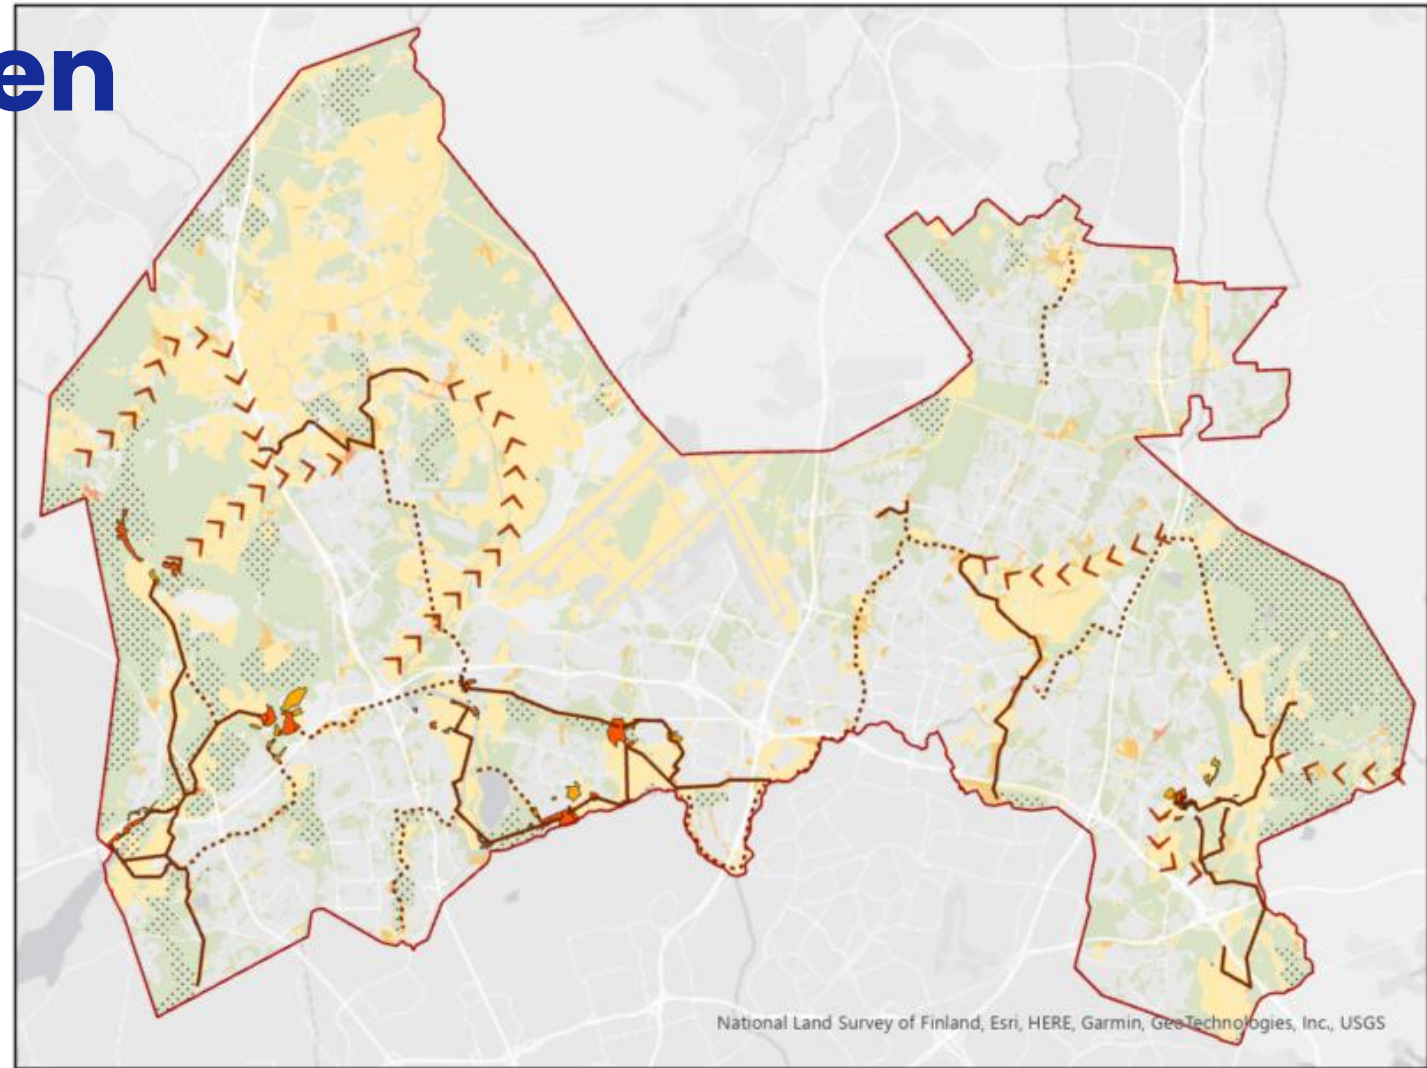 en
National Land Survey of Finland, Esri, HERE, Garmin, GeoTechnologies, Inc., USGS